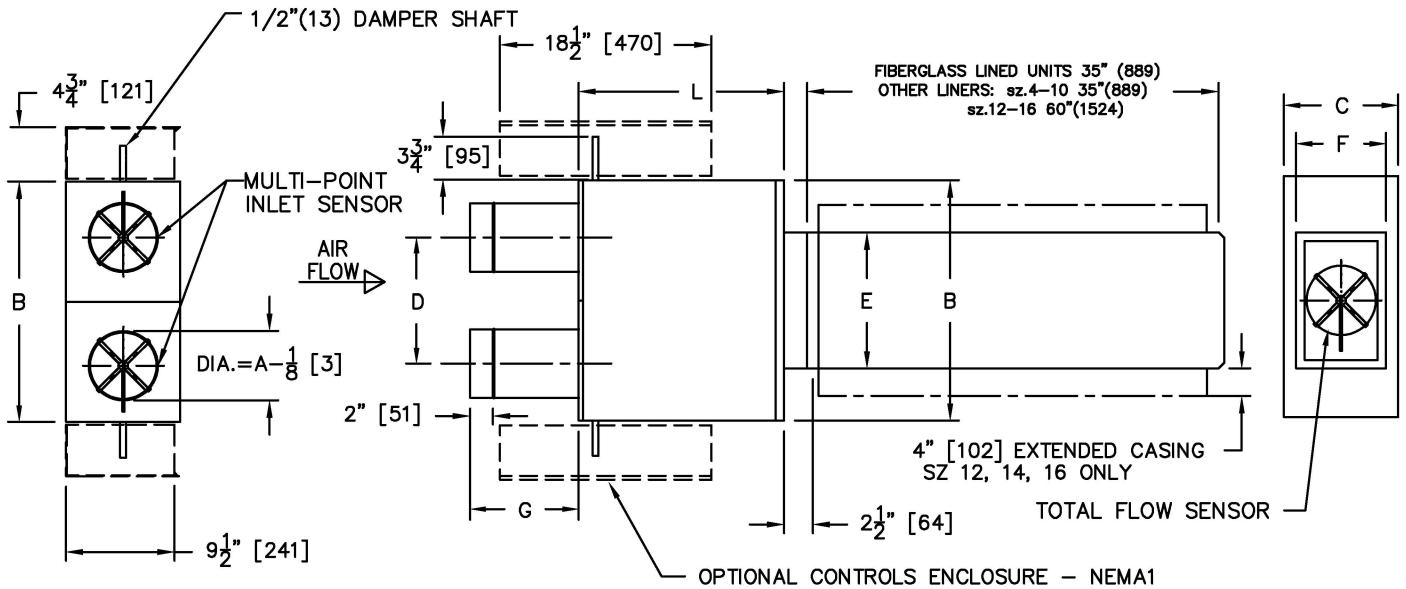 1/2"(13) DAMPER SHAFT
4 3/4" [121]
MULTI-POINT
INLET SENSOR
B
DIA.=A-1/8 [3]
9 1/2" [241]
AIR
FLOW
18 1/2" [470]
L
3 3/4" [95]
D
2" [51]
G
FIBERGLASS LINED UNITS 35" (889)
OTHER LINERS: sz.4-10 35"(889)
sz.12-16 60"(1524)
E
B
4" [102] EXTENDED CASING
SZ 12, 14, 16 ONLY
2 1/2" [64]
OPTIONAL CONTROLS ENCLOSURE - NEMA1
C
F
TOTAL FLOW SENSOR